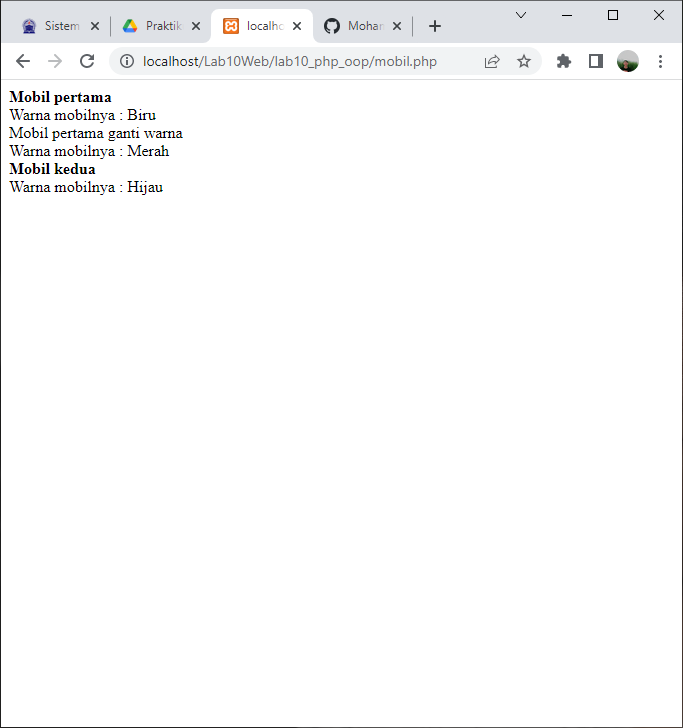 Sistem
Praktik
localho
Mohan
localhost/Lab10Web/lab10_php_oop/mobil.php
Mobil pertama
Warna mobilnya : Biru
Mobil pertama ganti warna
Warna mobilnya : Merah
Mobil kedua
Warna mobilnya : Hijau